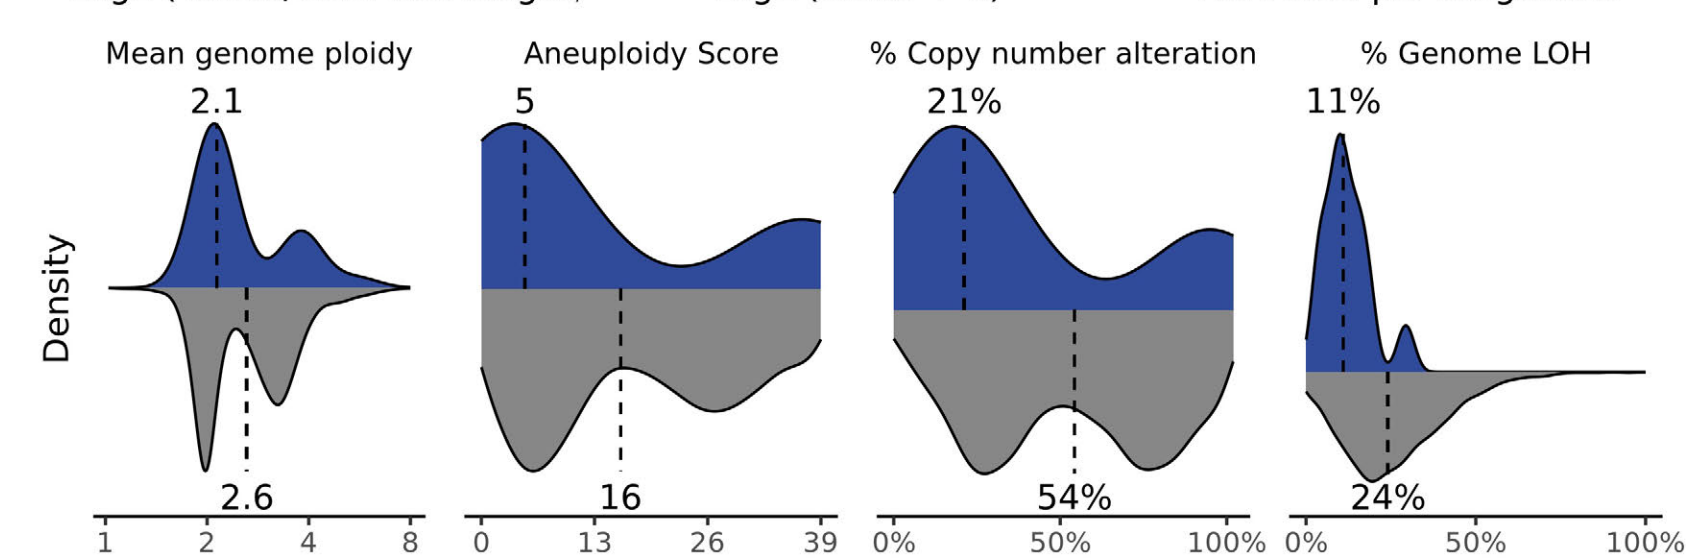 Mean genome ploidy
Aneuploidy Score
% Copy number alteration
% Genome LOH
2.1
5
21%
11%
Density
2.6
16
54%
24%
1 2 4 8
0 13 26 39
0% 50% 100%
0% 50% 100%